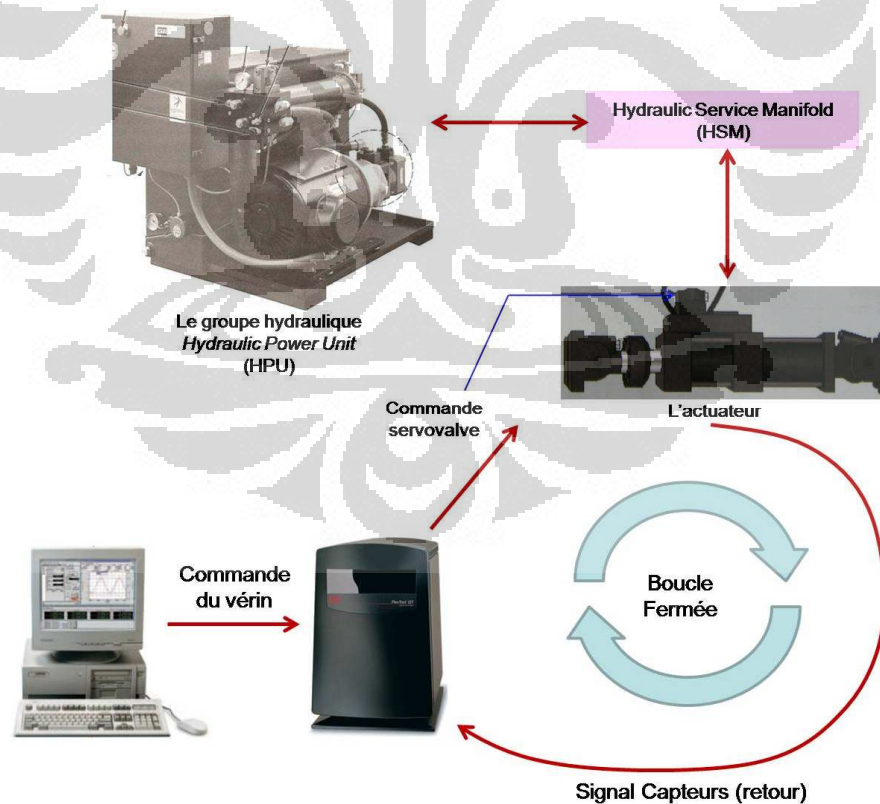 Hydraulic Service Manifold
(HSM)
Le groupe hydraulique
Hydraulic Power Unit
(HPU)
Commande
servovalve
L'actuateur
Commande
du vérin
Boucle
Fermée
Signal Capteurs (retour)